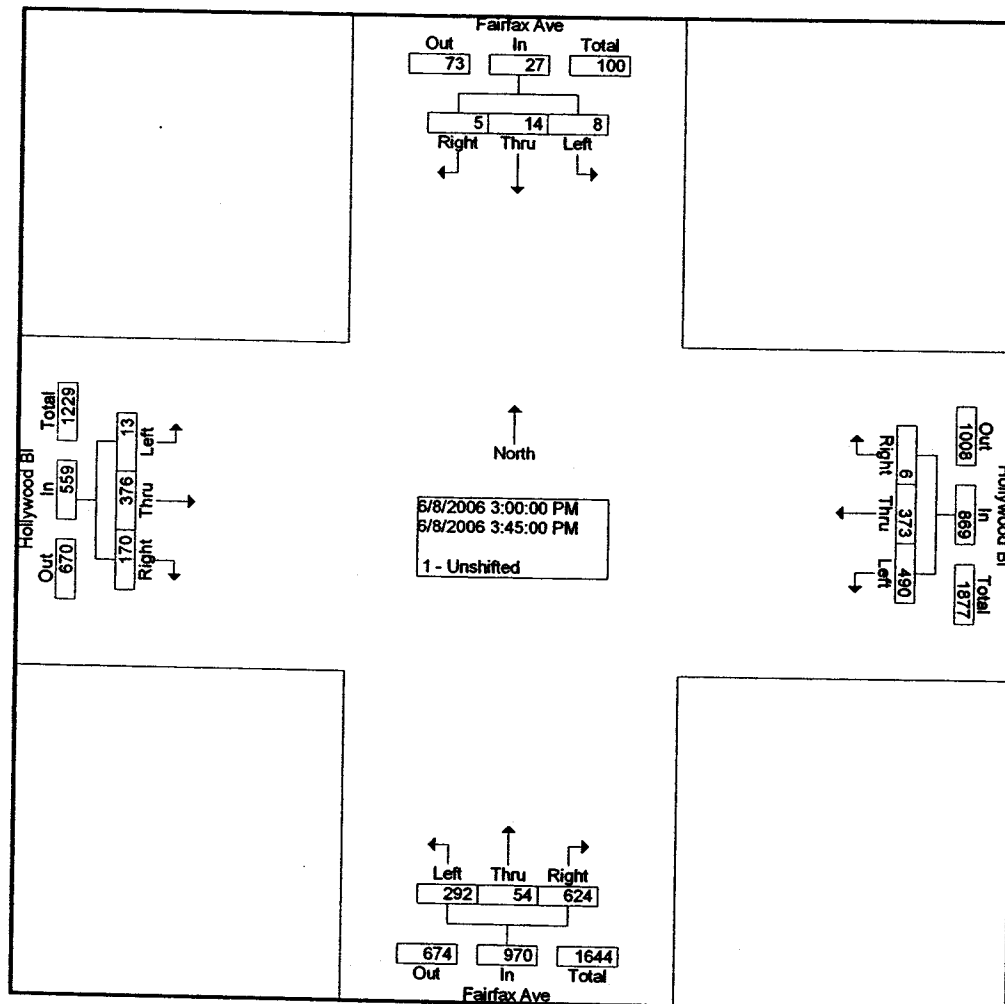 Fairfax Ave
Out In Total
73 27 100
5 14 8
Right Thru Left
Hollywood Bl
Total In Out
1229 559 670
13 376 170
Left Thru Right
North
6/8/2006 3:00:00 PM
6/8/2006 3:45:00 PM
1 - Unshifted
Right Thru Left
6 373 490
Out In Total
1008 869 1877
Hollywood Bl
Left Thru Right
292 54 624
674 970 1644
Out In Total
Fairfax Ave